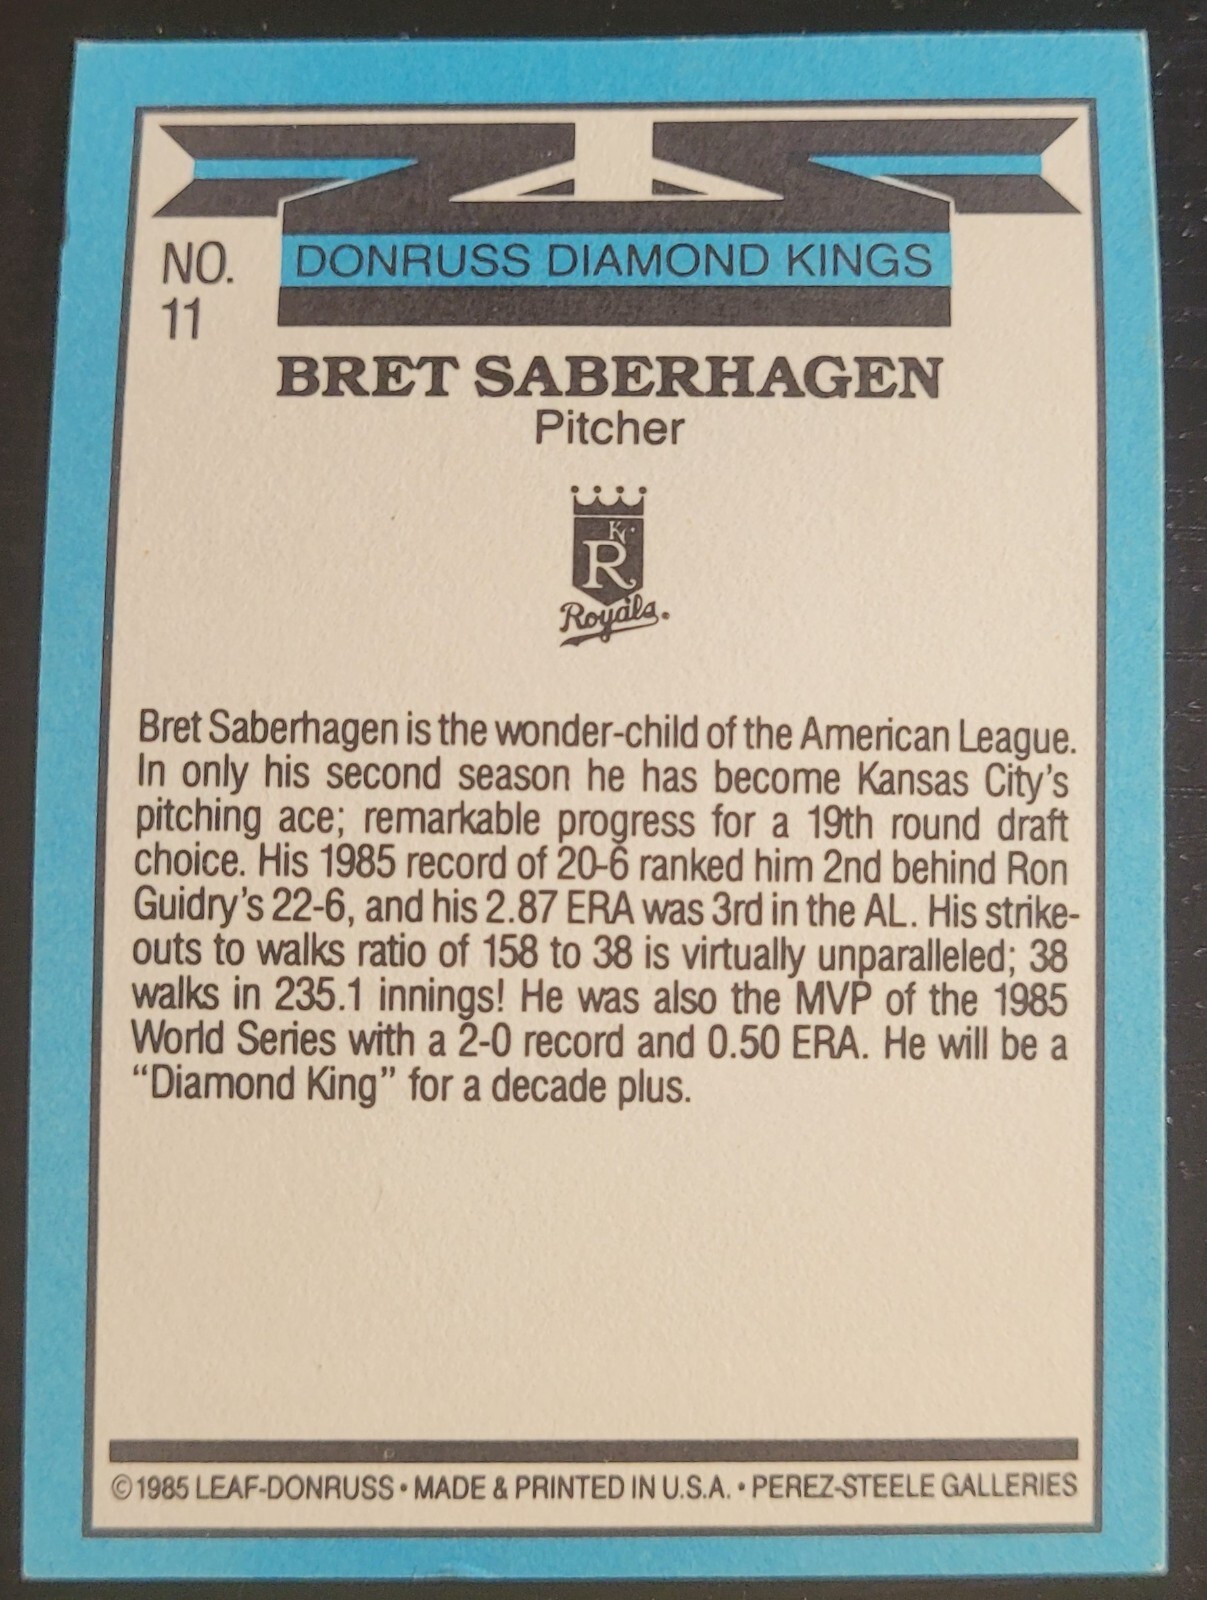 NO.
11
DONRUSS DIAMOND KINGS
BRET SABERHAGEN
Pitcher
KC
R
Royals.
Bret Saberhagen is the wonder-child of the American League.
In only his second season he has become Kansas City's
pitching ace; remarkable progress for a 19th round draft
choice. His 1985 record of 20-6 ranked him 2nd behind Ron
Guidry's 22-6, and his 2.87 ERA was 3rd in the AL. His strike-
outs to walks ratio of 158 to 38 is virtually unparalleled; 38
walks in 235.1 innings! He was also the MVP of the 1985
World Series with a 2-0 record and 0.50 ERA. He will be a
“Diamond King” for a decade plus.
©1985 LEAF-DONRUSS • MADE & PRINTED IN U.S.A. • PEREZ-STEELE GALLERIES